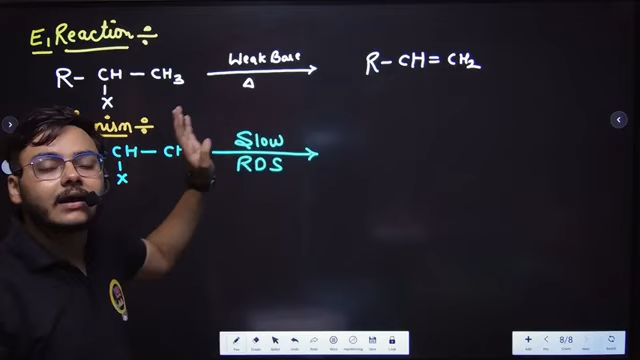 E1 Reaction ÷
R - CH - CH3 Weak Base Δ R - CH = CH2
X
nism ÷
CH - CH Slow RDS
X
8/8